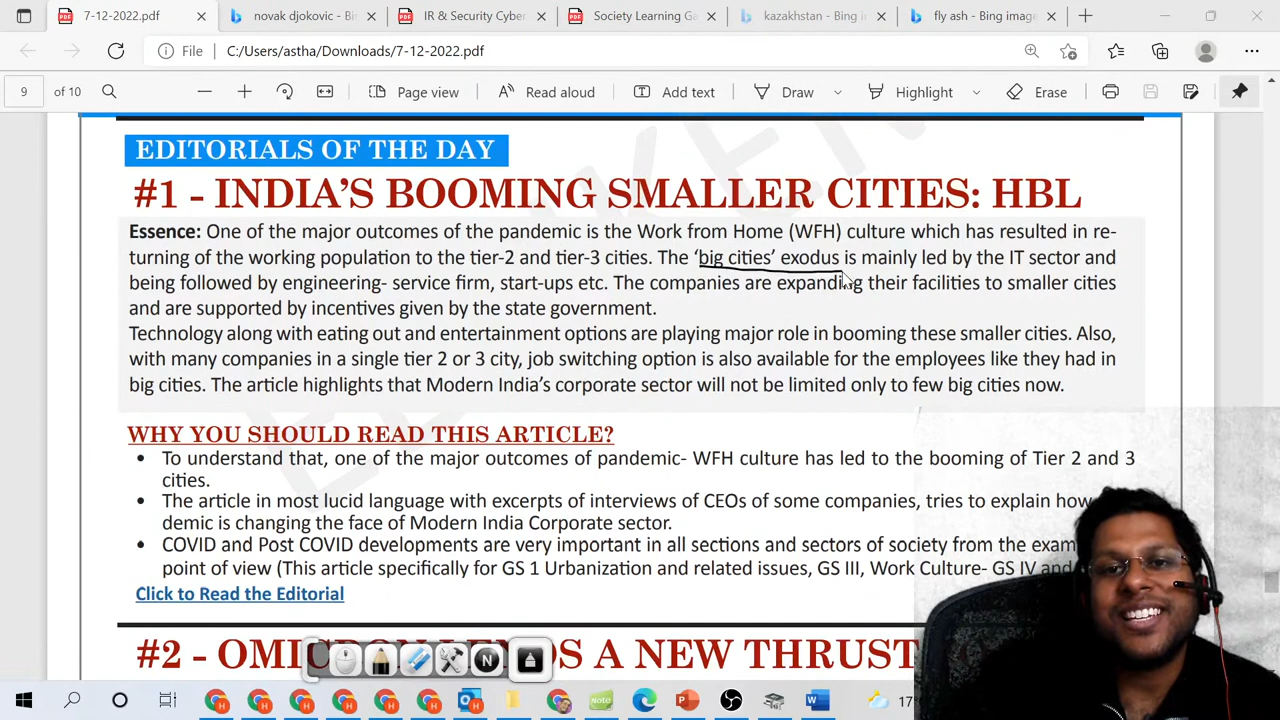 7-12-2022.pdf
novak djokovic - Bi
IR & Security Cyber
Society Learning Ga
kazakhstan - Bing i
fly ash - Bing image
File
C:/Users/astha/Downloads/7-12-2022.pdf
9 of 10
Page view
Read aloud
Add text
Draw
Highlight
Erase
EDITORIALS OF THE DAY
#1 - INDIA'S BOOMING SMALLER CITIES: HBL
Essence: One of the major outcomes of the pandemic is the Work from Home (WFH) culture which has resulted in re-
turning of the working population to the tier-2 and tier-3 cities. The ‘big cities’ exodus is mainly led by the IT sector and
being followed by engineering- service firm, start-ups etc. The companies are expanding their facilities to smaller cities
and are supported by incentives given by the state government.
Technology along with eating out and entertainment options are playing major role in booming these smaller cities. Also,
with many companies in a single tier 2 or 3 city, job switching option is also available for the employees like they had in
big cities. The article highlights that Modern India’s corporate sector will not be limited only to few big cities now.
WHY YOU SHOULD READ THIS ARTICLE?
• To understand that, one of the major outcomes of pandemic- WFH culture has led to the booming of Tier 2 and 3
cities.
• The article in most lucid language with excerpts of interviews of CEOs of some companies, tries to explain how
demic is changing the face of Modern India Corporate sector.
• COVID and Post COVID developments are very important in all sections and sectors of society from the exam
point of view (This article specifically for GS 1 Urbanization and related issues, GS III, Work Culture- GS IV and
Click to Read the Editorial
#2 - OMICRON LENDS A NEW THRUST
N
Note
17